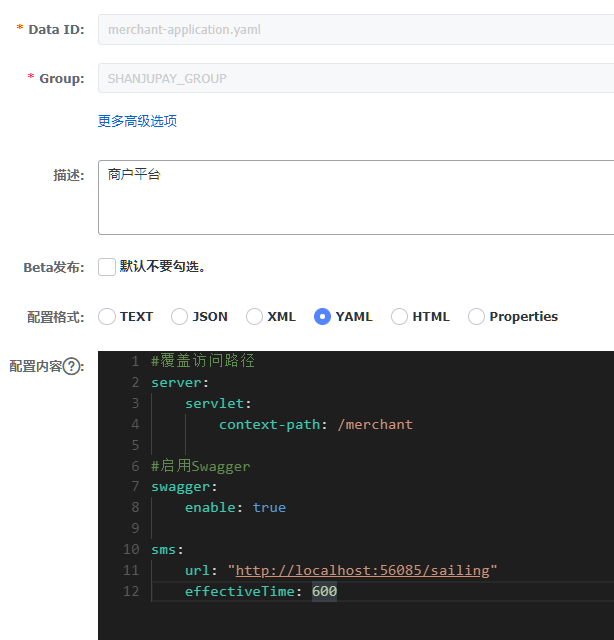 * Data ID: merchant-application.yaml
* Group: SHANJUPAY_GROUP
更多高级选项
描述: 商户平台
Beta发布: 默认不要勾选。
配置格式: TEXT JSON XML YAML HTML Properties
配置内容?:
1 #覆盖访问路径
2 server:
3     servlet:
4         context-path: /merchant
5
6 #启用Swagger
7 swagger:
8     enable: true
9
10 sms:
11     url: "http://localhost:56085/sailing"
12     effectiveTime: 600